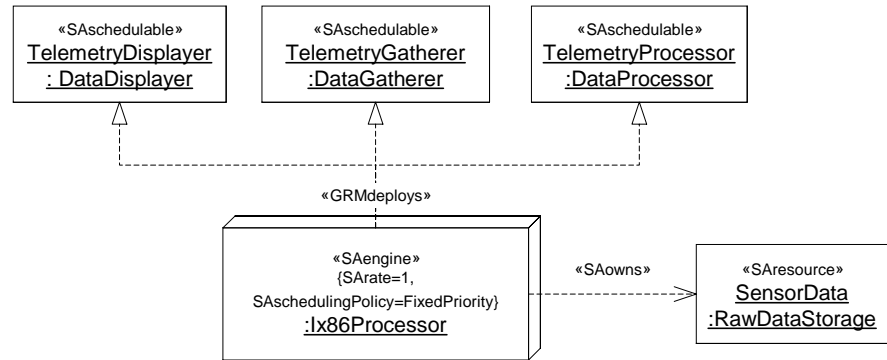 «SAschedulable»
TelemetryDisplayer
: DataDisplayer
«SAschedulable»
TelemetryGatherer
:DataGatherer
«SAschedulable»
TelemetryProcessor
:DataProcessor
«GRMdeploys»
«SAengine»
{SArate=1,
SAschedulingPolicy=FixedPriority}
:Ix86Processor
«SAowns»
«SAresource»
SensorData
:RawDataStorage